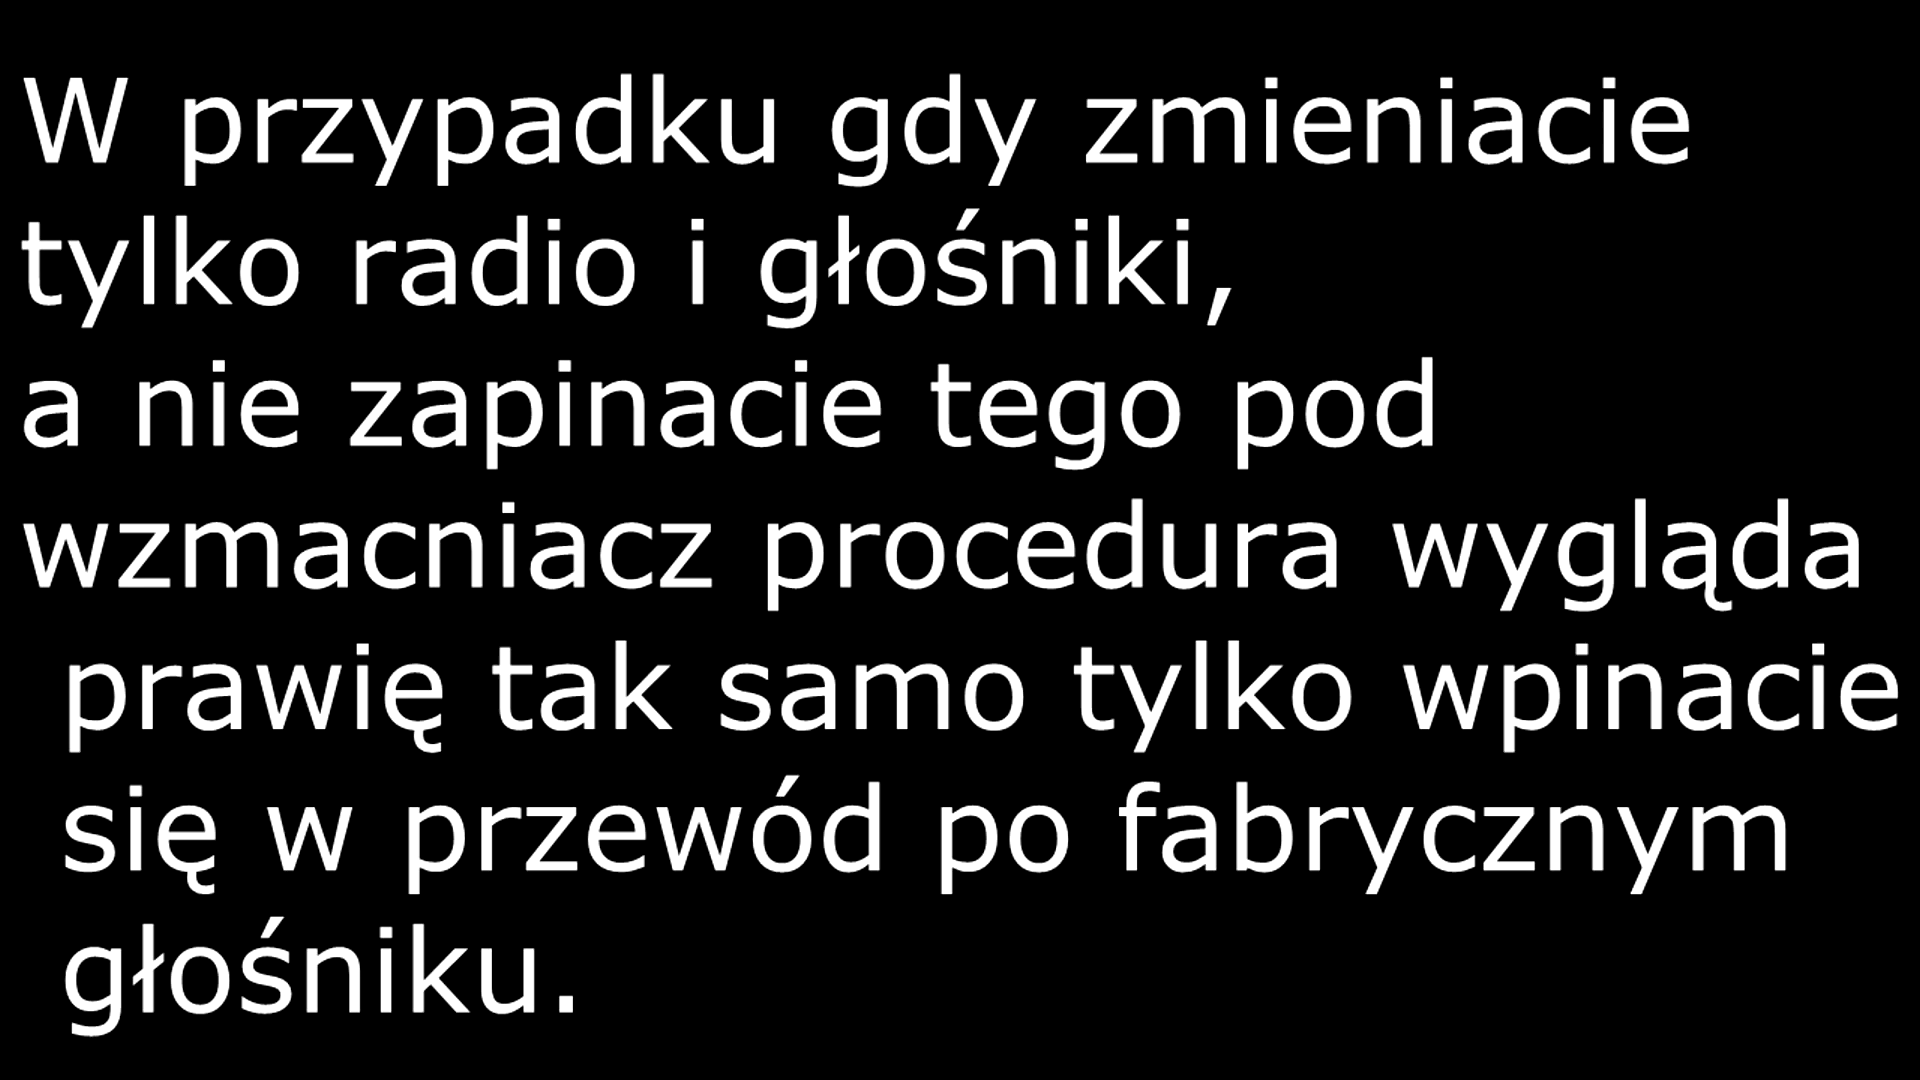 W przypadku gdy zmieniacie
tylko radio i głośniki,
a nie zapinacie tego pod
wzmacniacz procedura wygląda
prawię tak samo tylko wpinacie
się w przewód po fabrycznym
głośniku.